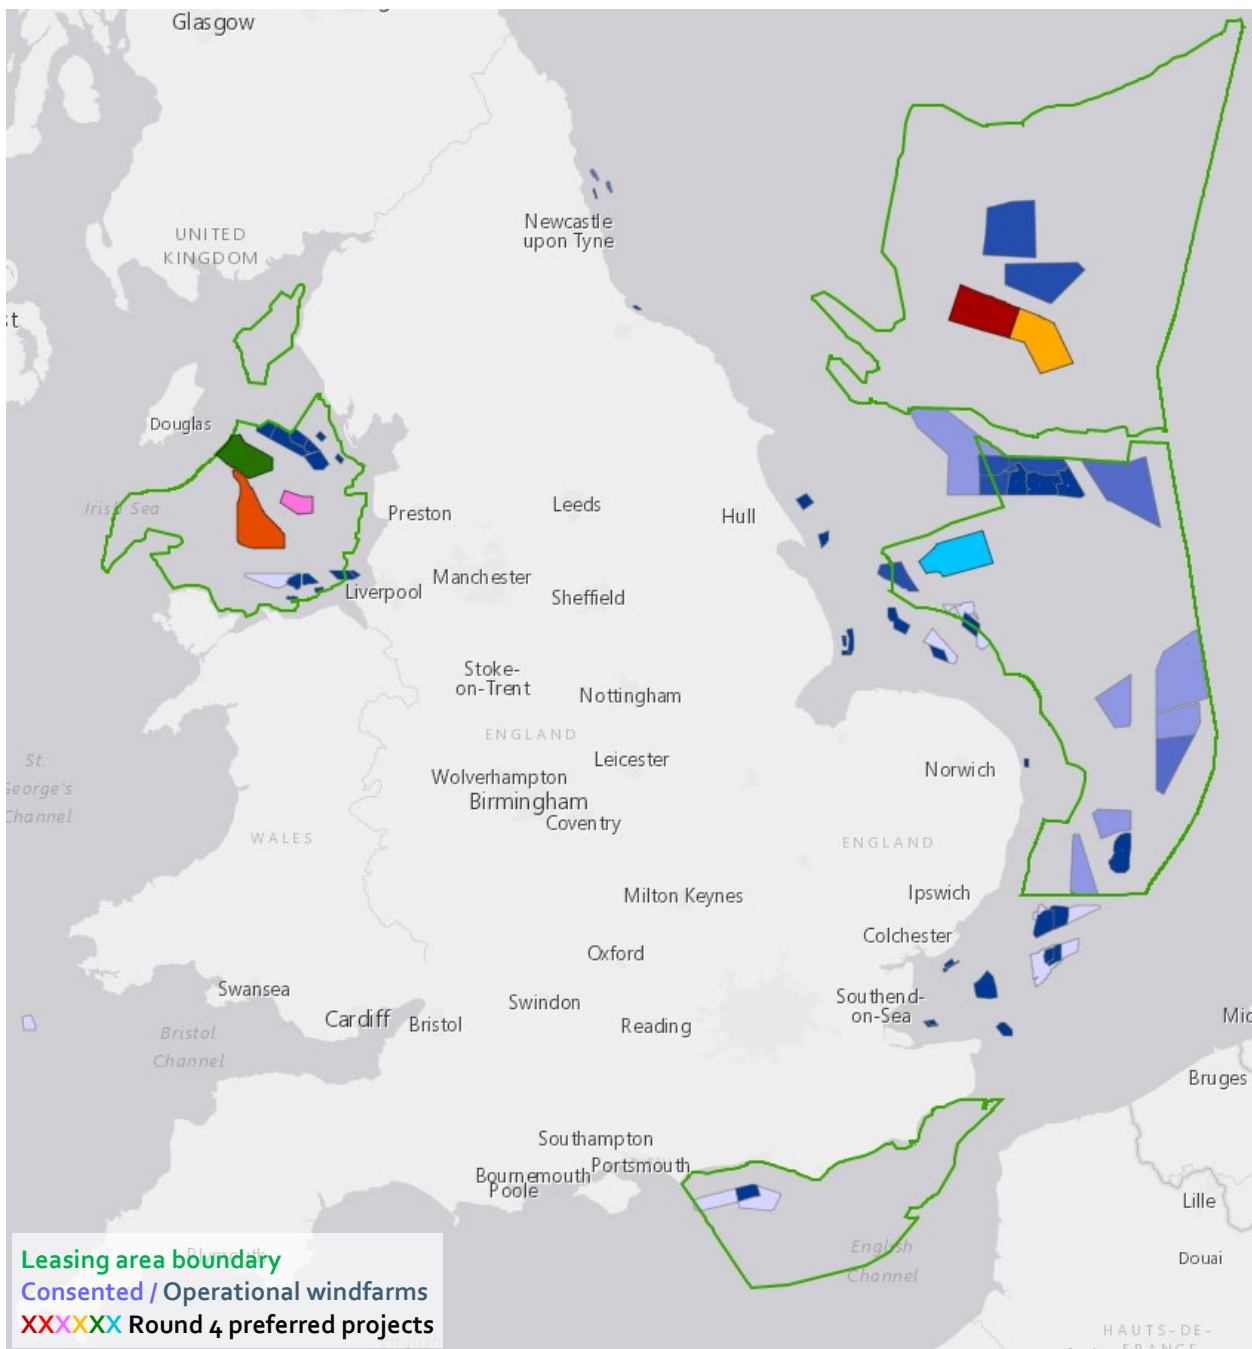 Glasgow
Newcastle
upon Tyne
UNITED
KINGDOM
Douglas
Irish Sea
Preston
Leeds
Hull
Manchester
Liverpool
Sheffield
Stoke-
on-Trent
Nottingham
ENGLAND
Leicester
St.
George's
Channel
Wolverhampton
Birmingham
Coventry
Norwich
WALES
ENGLAND
Milton Keynes
Ipswich
Colchester
Oxford
Swansea
Cardiff
Bristol
Swindon
Reading
Southend-
on-Sea
Bristol
Channel
Bruges
Southampton
Portsmouth
Bournemouth
Poole
Lille
English
Channel
Douai
Plymouth
Leasing area boundary
Consented / Operational windfarms
XXXXXX Round 4 preferred projects
English
HAUTS-DE-
FRANCE